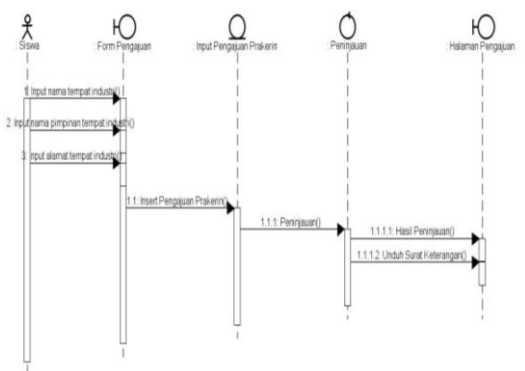 : Siswa
: Form Pengajuan
: Input Pengajuan Prakerin
: Peninjauan
: Halaman Pengajuan
1: Input nama tempat industri()
2: Input nama pimpinan tempat industri()
3: Input alamat tempat industri()
1.1: Insert Pengajuan Prakerin()
1.1.1: Peninjauan()
1.1.1.1: Hasil Peninjauan()
1.1.1.2: Unduh Surat Keterangan()